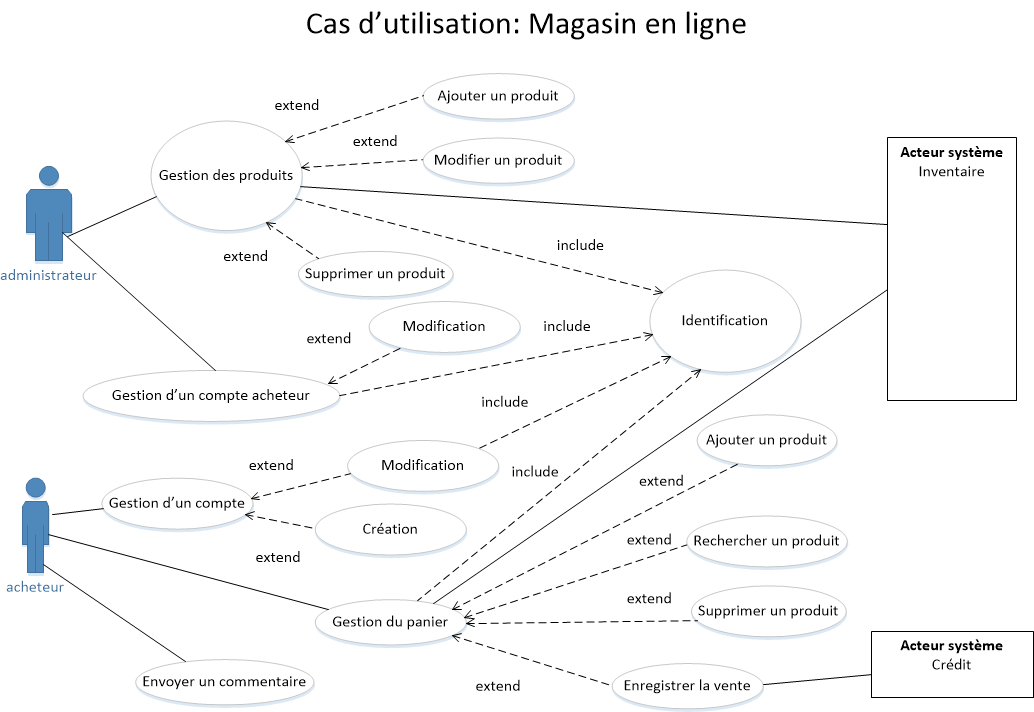 Cas d’utilisation: Magasin en ligne
Ajouter un produit
extend
extend
Modifier un produit
Acteur système
Inventaire
Gestion des produits
include
extend
Supprimer un produit
administrateur
Modification
include
Identification
extend
Gestion d’un compte acheteur
include
Ajouter un produit
extend
Modification
include
extend
Gestion d’un compte
Création
extend
Rechercher un produit
extend
acheteur
extend
Supprimer un produit
Gestion du panier
Acteur système
Crédit
Envoyer un commentaire
extend
Enregistrer la vente